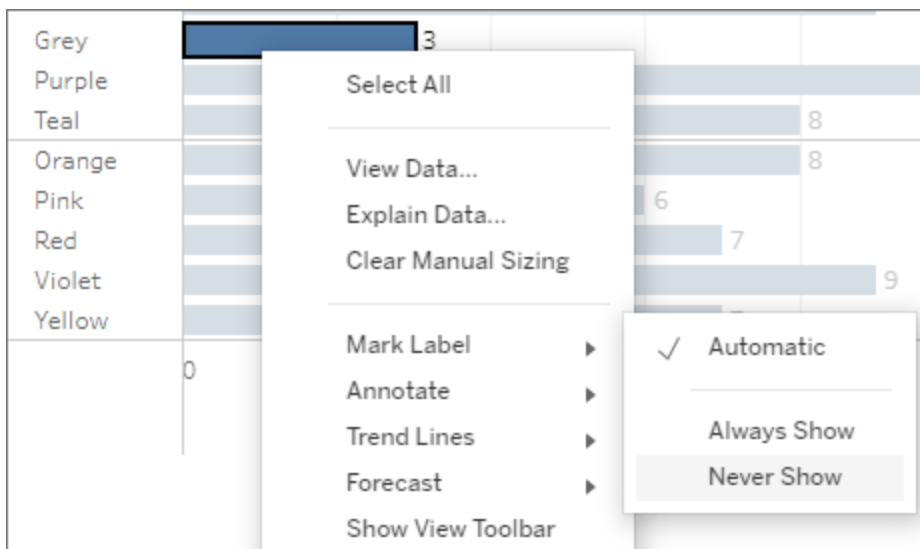 Grey 3
Purple
Teal 8
Orange 8
Pink 6
Red 7
Violet 9
Yellow
0
Select All
View Data...
Explain Data...
Clear Manual Sizing
Mark Label
Annotate
Trend Lines
Forecast
Show View Toolbar
Automatic
Always Show
Never Show